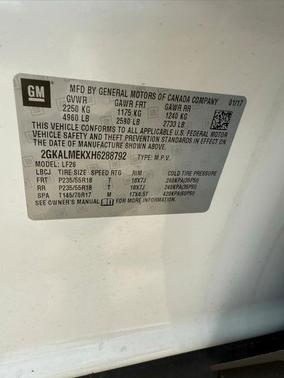 GM
MFD BY GENERAL MOTORS OF CANADA COMPANY 01/17
GVWR GAWR FRT GAWR RR
2250 KG 1175 KG 1240 KG
4960 LB 2590 LB 2733 LB
THIS VEHICLE CONFORMS TO ALL APPLICABLE U.S. FEDERAL MOTOR
VEHICLE SAFETY AND THEFT PREVENTION STANDARDS IN EFFECT ON
THE DATE OF MANUFACTURE SHOWN ABOVE.
2GKALMEKXH6288792 TYPE: M.P.V.
MODEL: LF26
LBCJ TIRE SIZE SPEED RTG RIM COLD TIRE PRESSURE
FRT P235/55R18 T 18X7J 240KPA(35PSI)
RR P235/55R18 T 18X7J 240KPA(35PSI)
SPA T145/70R17 M 17X4.5T 420KPA(60PSI)
SEE OWNER'S MANUAL FOR MORE INFORMATION